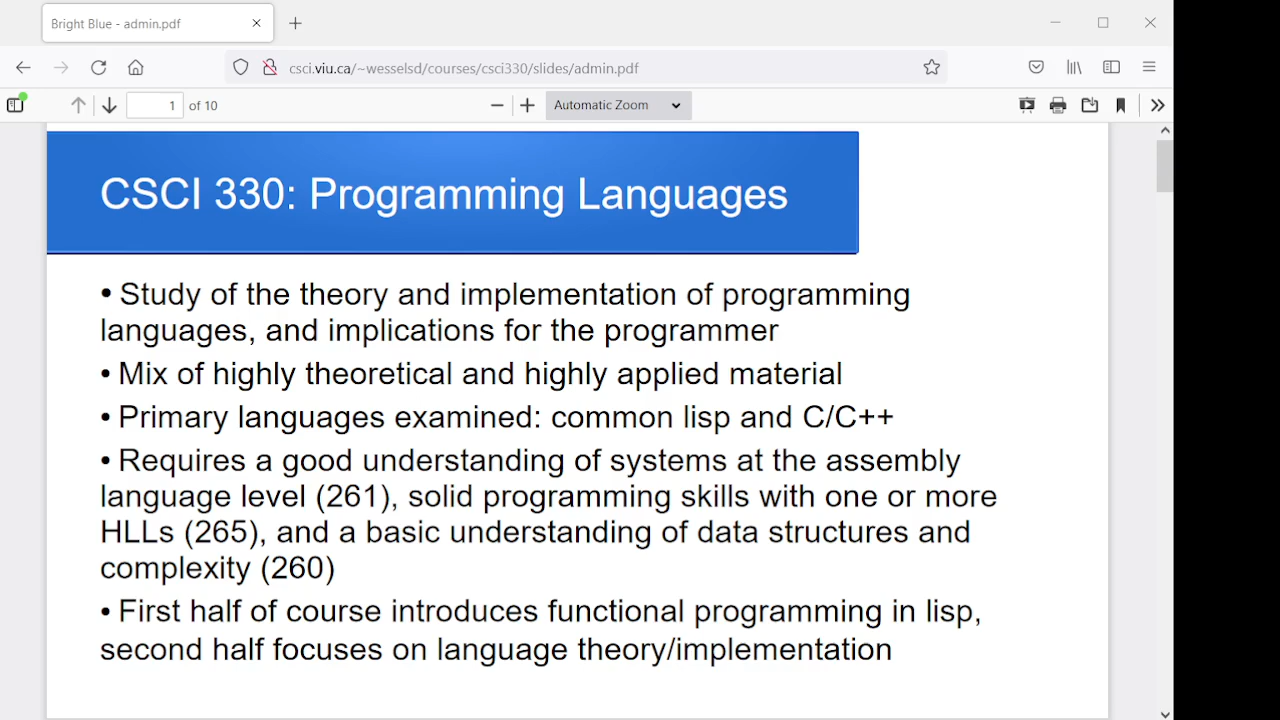 Bright Blue - admin.pdf
csci.viu.ca/~wesselsd/courses/csci330/slides/admin.pdf
1 of 10
Automatic Zoom
CSCI 330: Programming Languages
• Study of the theory and implementation of programming
languages, and implications for the programmer
• Mix of highly theoretical and highly applied material
• Primary languages examined: common lisp and C/C++
• Requires a good understanding of systems at the assembly
language level (261), solid programming skills with one or more
HLLs (265), and a basic understanding of data structures and
complexity (260)
• First half of course introduces functional programming in lisp,
second half focuses on language theory/implementation